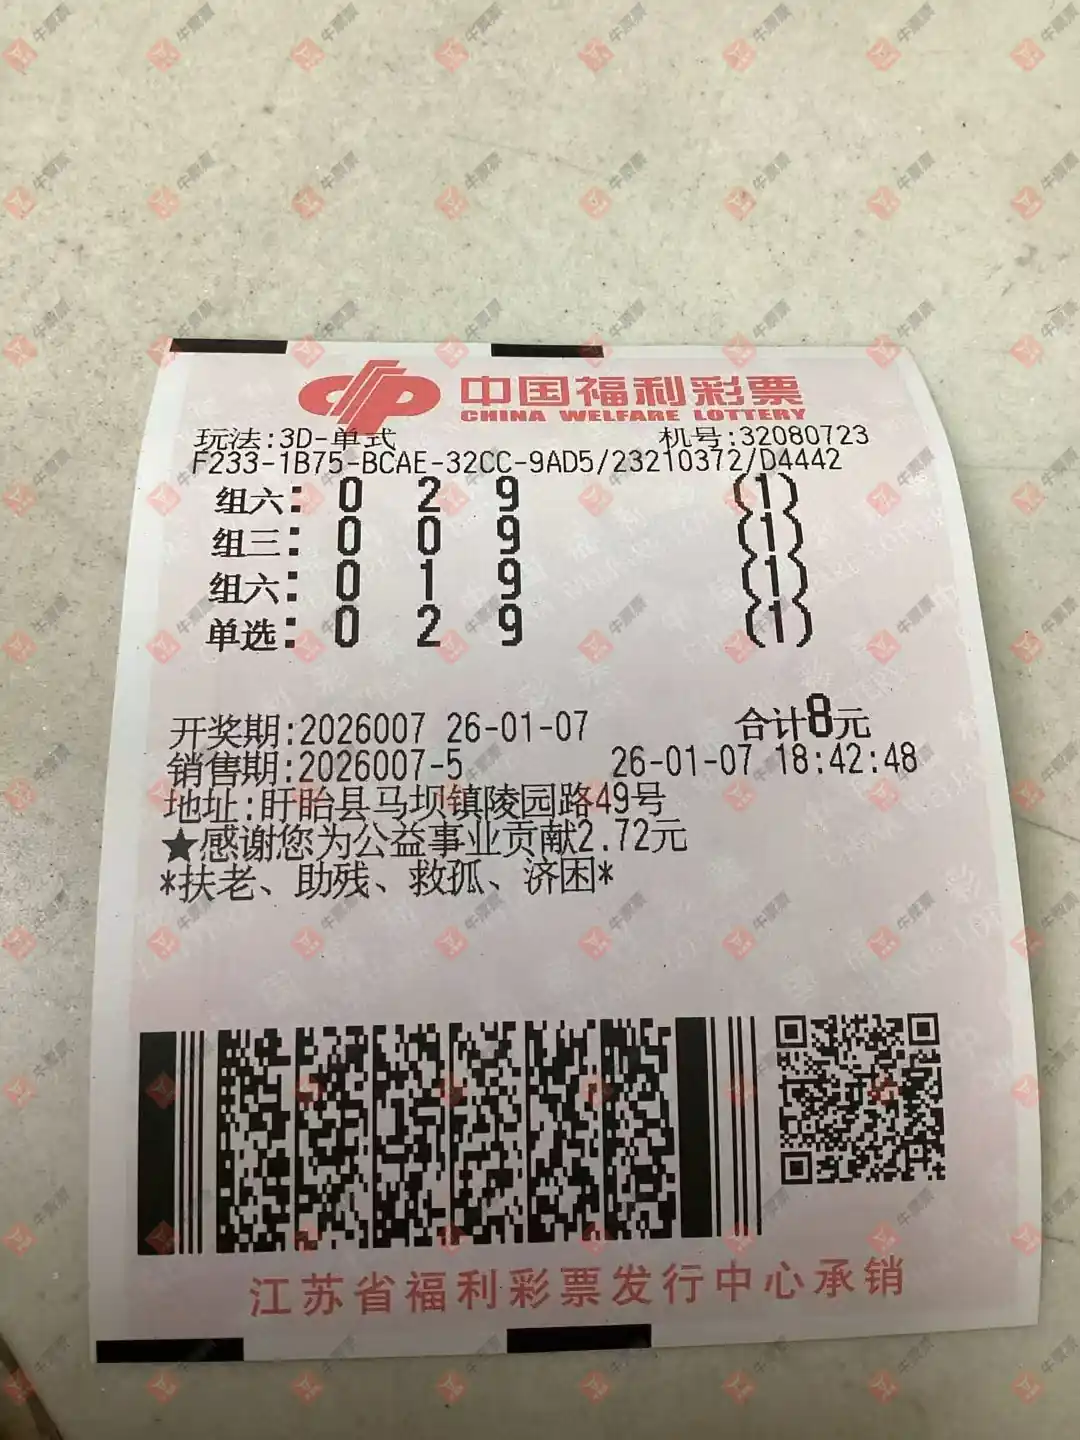 中国福利彩票
CHINA WELFARE LOTTERY
玩法:3D-单式 机号:32080723
F233-1B75-BCAE-32CC-9AD5/23210372/D4442
组六: 0 2 9 (1)
组三: 0 0 9 (1)
组六: 0 1 9 (1)
单选: 0 2 9 (1)
开奖期:2026007 26-01-07 合计8元
销售期:2026007-5 26-01-07 18:42:48
地址:盱眙县马坝镇陵园路49号
★感谢您为公益事业贡献2.72元
*扶老、助残、救孤、济困*
江苏省福利彩票发行中心承销